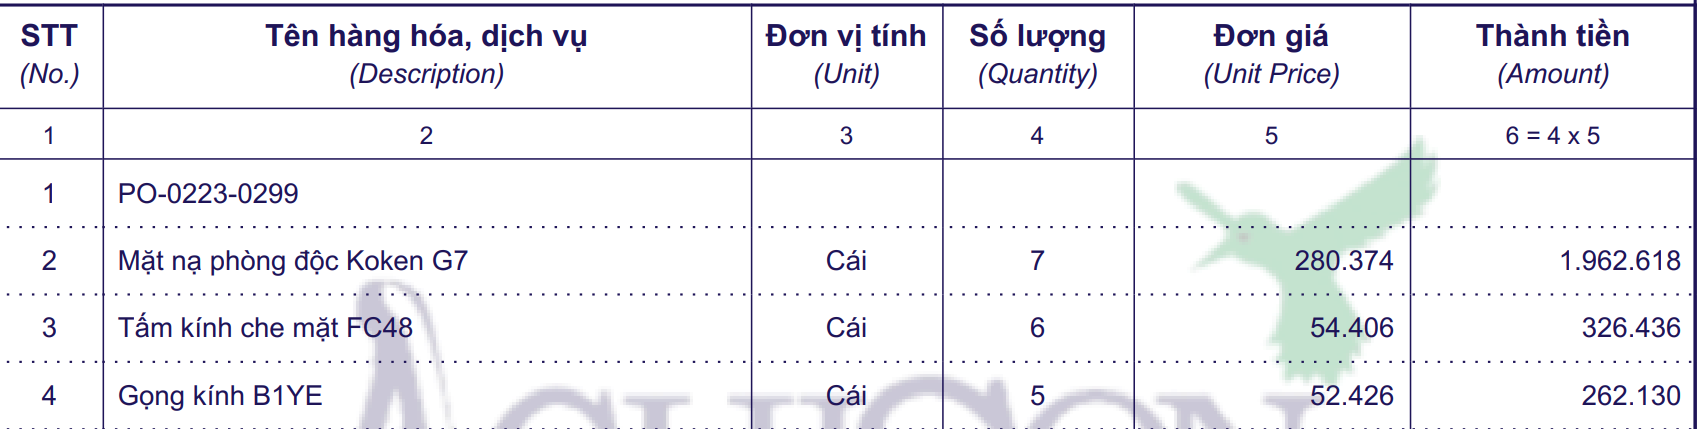 STT Tên hàng hóa, dịch vụ Đơn vị tính Số lượng Đơn giá Thành tiền
(No.) (Description) (Unit) (Quantity) (Unit Price) (Amount)
1 2 3 4 5 6 = 4 x 5
1 PO-0223-0299
2 Mặt nạ phòng độc Koken G7 Cái 7 280.374 1.962.618
3 Tấm kính che mặt FC48 Cái 6 54.406 326.436
4 Gọng kính B1YE Cái 5 52.426 262.130